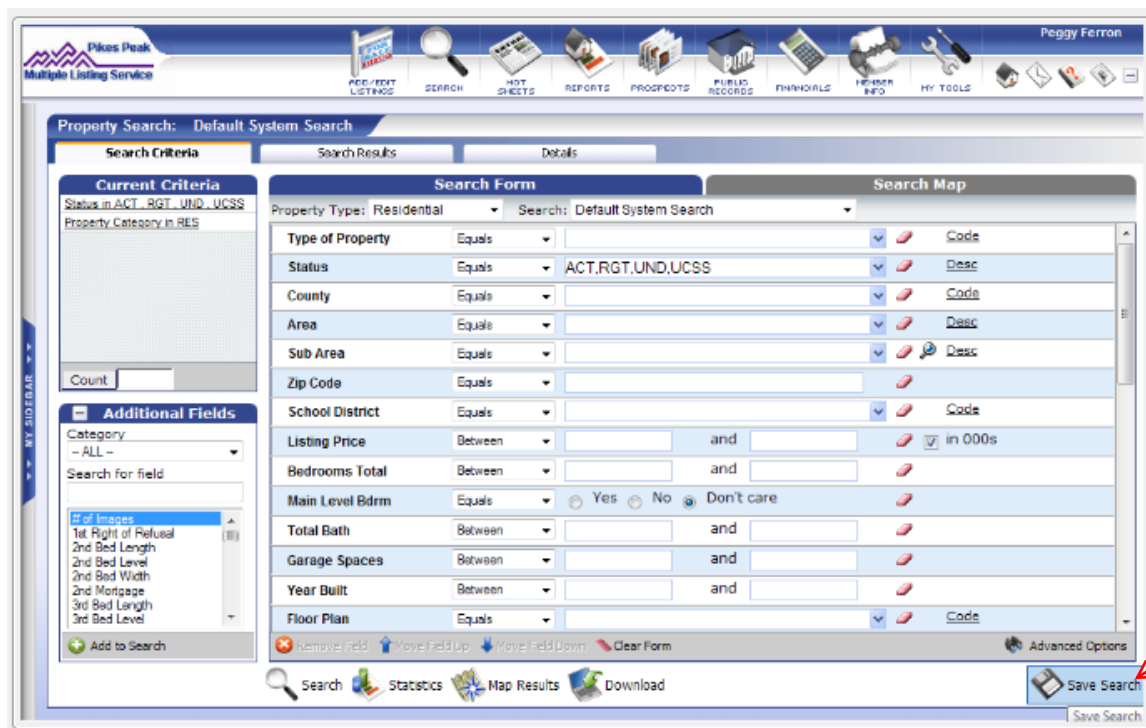 Pikes Peak
Multiple Listing Service
Peggy Ferron
ADD/EDIT LISTINGS
SEARCH
HOT SHEETS
REPORTS
PROSPECTS
PUBLIC RECORDS
FINANCIALS
MEMBER INFO
MY TOOLS
Property Search: Default System Search
Search Criteria
Search Results
Details
MY SIDEBAR
Current Criteria
Status in ACT , RGT , UND , UCSS
Property Category in RES
Count
Additional Fields
Category
-- ALL --
Search for field
# of Images
1st Right of Refusal
2nd Bed Length
2nd Bed Level
2nd Bed Width
2nd Mortgage
3rd Bed Length
3rd Bed Level
Add to Search
Search Form
Search Map
Property Type: Residential Search: Default System Search
Type of Property Equals Code
Status Equals ACT,RGT,UND,UCSS Desc
County Equals Code
Area Equals Desc
Sub Area Equals Desc
Zip Code Equals
School District Equals Code
Listing Price Between and in 000s
Bedrooms Total Between and
Main Level Bdrm Equals Yes No Don't care
Total Bath Between and
Garage Spaces Between and
Year Built Between and
Floor Plan Equals Code
Remove Field Move Field Up Move Field Down Clear Form Advanced Options
Search Statistics Map Results Download Save Search
Save Search